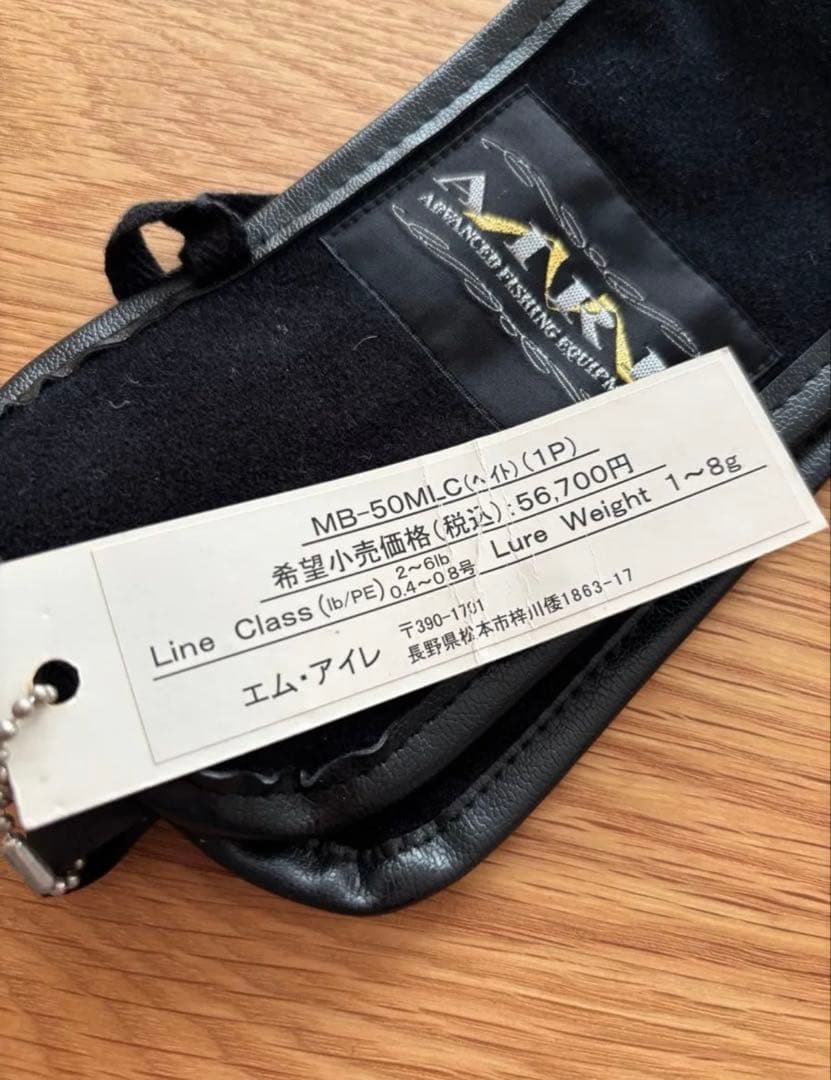 ADVANCED FISHING
MB-50MLC(ベイト)(1P)
希望小売価格(税込):56,700円
Line Class(lb/PE) 2~6lb 0.4~0.8号 Lure Weight 1~8g
エム・アイレ 〒390-1701
長野県松本市梓川倭1863-17